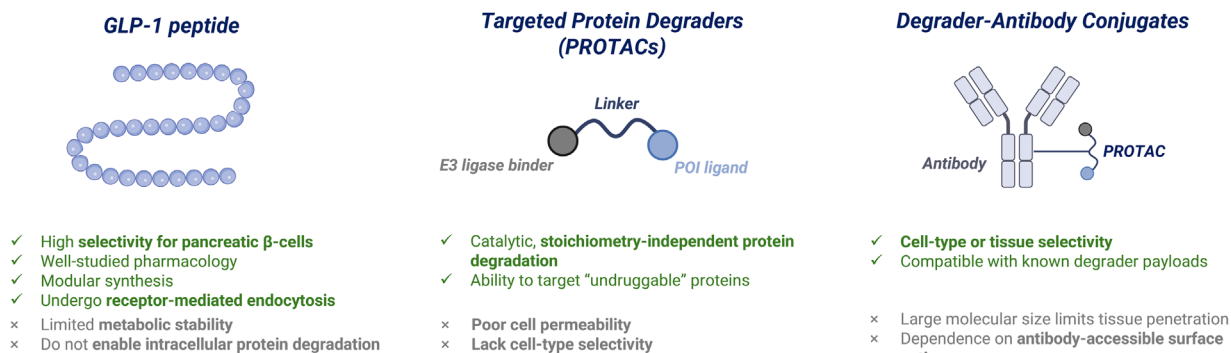 GLP-1 peptide
✓ High selectivity for pancreatic β-cells
✓ Well-studied pharmacology
✓ Modular synthesis
✓ Undergo receptor-mediated endocytosis
× Limited metabolic stability
× Do not enable intracellular protein degradation
Targeted Protein Degraders
(PROTACs)
Linker
E3 ligase binder
POI ligand
✓ Catalytic, stoichiometry-independent protein
degradation
✓ Ability to target “undruggable” proteins
× Poor cell permeability
× Lack cell-type selectivity
Degrader-Antibody Conjugates
Antibody
PROTAC
✓ Cell-type or tissue selectivity
✓ Compatible with known degrader payloads
× Large molecular size limits tissue penetration
× Dependence on antibody-accessible surface